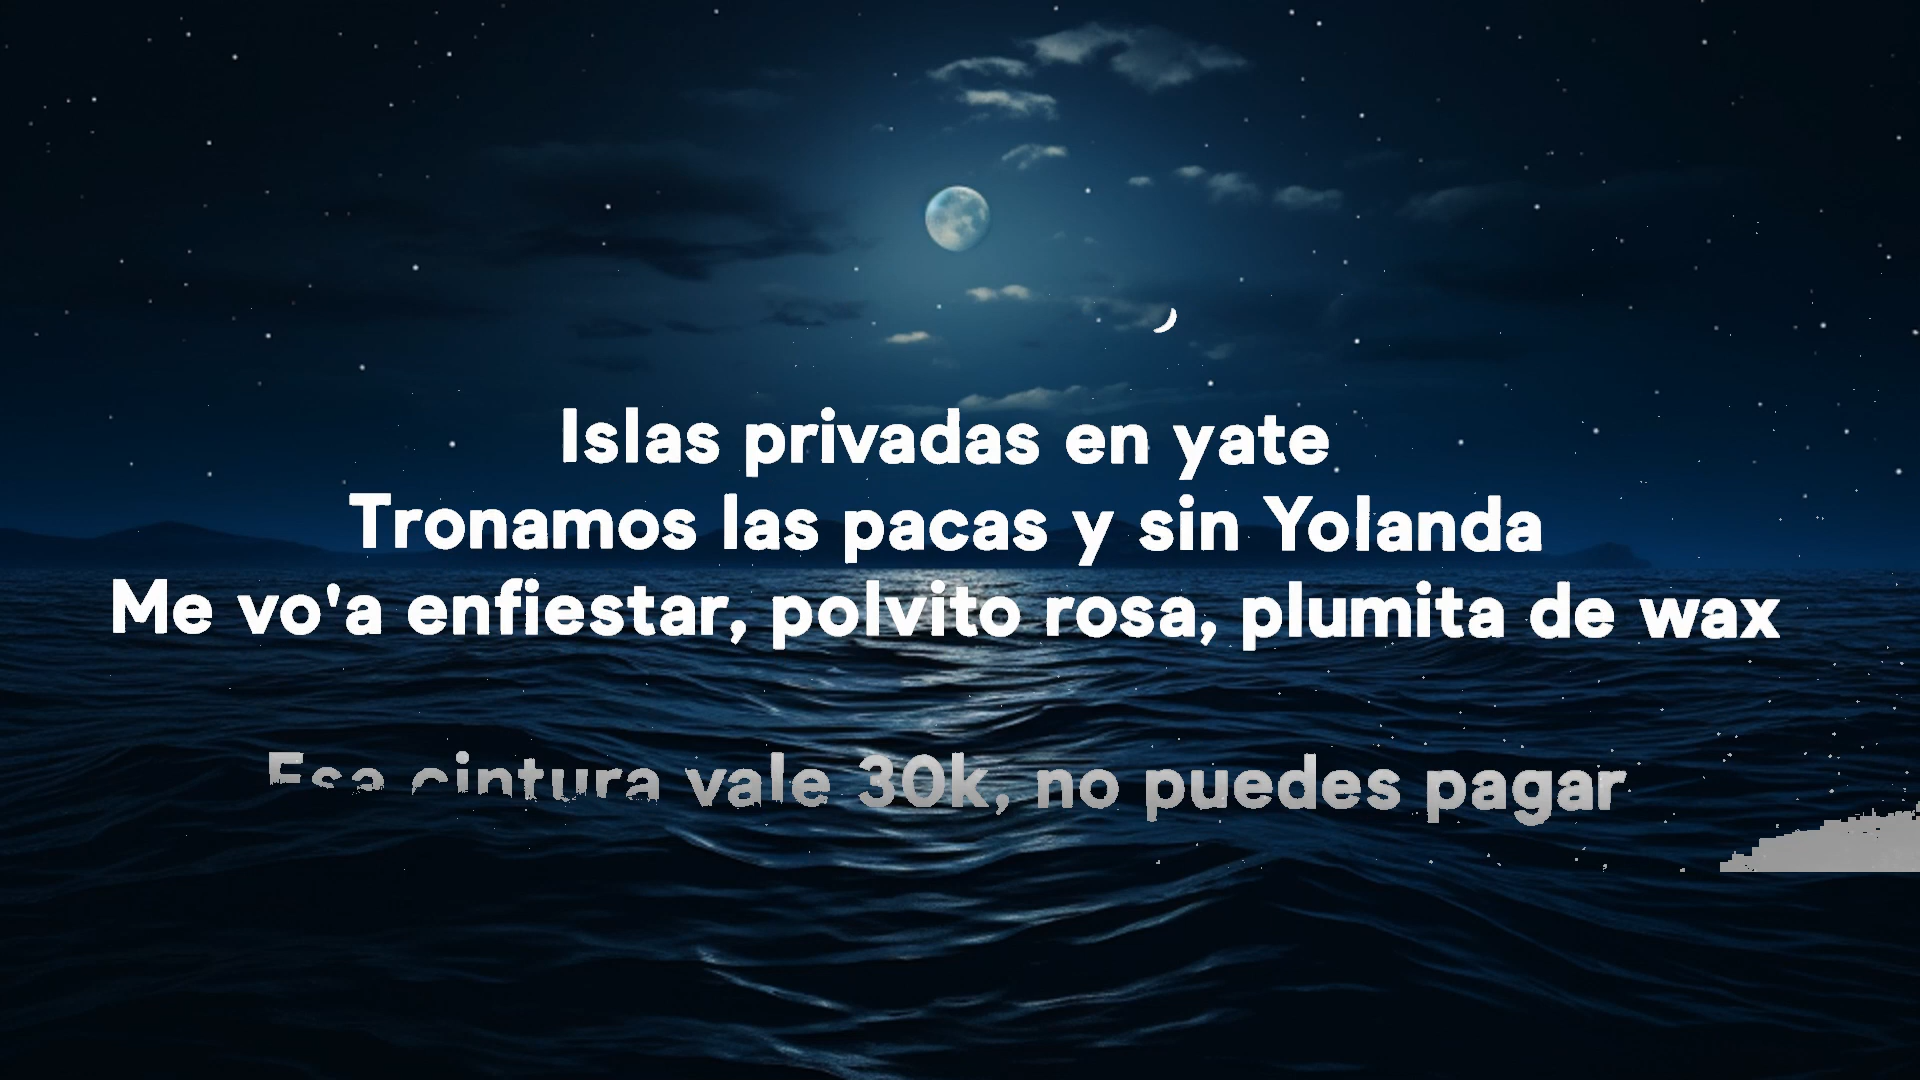 Islas privadas en yate
Tronamos las pacas y sin Yolanda
Me vo'a enfiestar, polvito rosa, plumita de wax
Esa cintura vale 30k, no puedes pagar